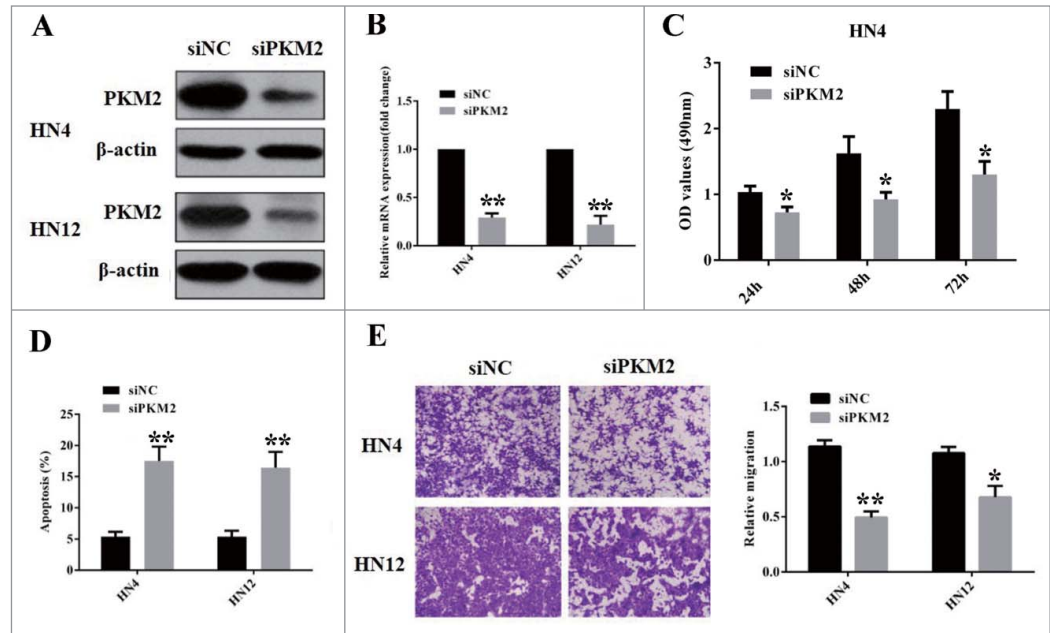 A
siNC siPKM2
HN4
PKM2
β-actin
HN12
PKM2
β-actin
B
siNC
siPKM2
Relative mRNA expression(fold change)
1.5
1.0
0.5
0.0
**
**
HN4
HN12
C
HN4
siNC
siPKM2
OD values (490nm)
3
2
1
0
*
*
*
24h
48h
72h
D
siNC
siPKM2
Apoptosis (%)
25
20
15
10
5
0
**
**
HN4
HN12
E
siNC siPKM2
HN4
HN12
siNC
siPKM2
Relative migration
1.5
1.0
0.5
0.0
**
*
HN4
HN12